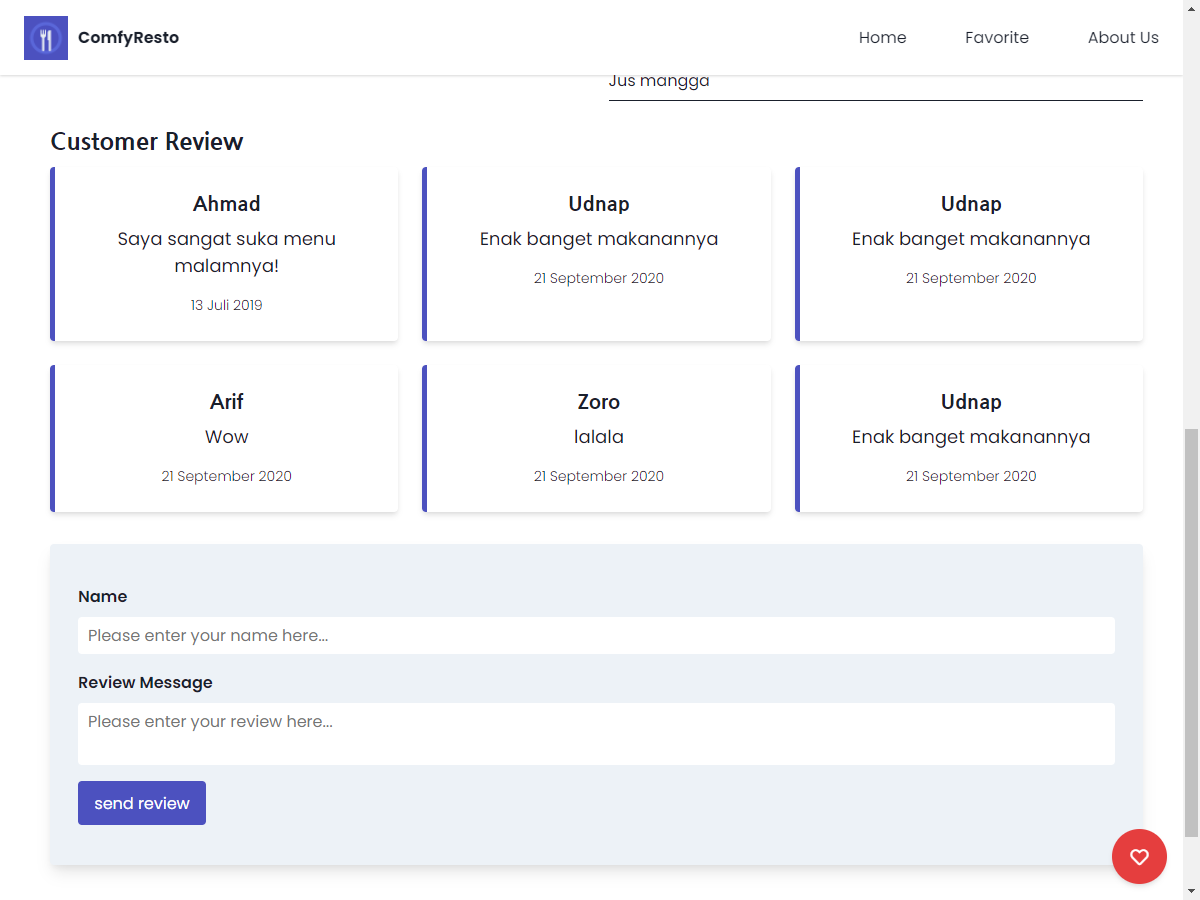 ComfyResto
Home
Favorite
About Us
Jus mangga
Customer Review
Ahmad
Saya sangat suka menu
malamnya!
13 Juli 2019
Udnap
Enak banget makanannya
21 September 2020
Udnap
Enak banget makanannya
21 September 2020
Arif
Wow
21 September 2020
Zoro
lalala
21 September 2020
Udnap
Enak banget makanannya
21 September 2020
Name
Please enter your name here...
Review Message
Please enter your review here...
send review